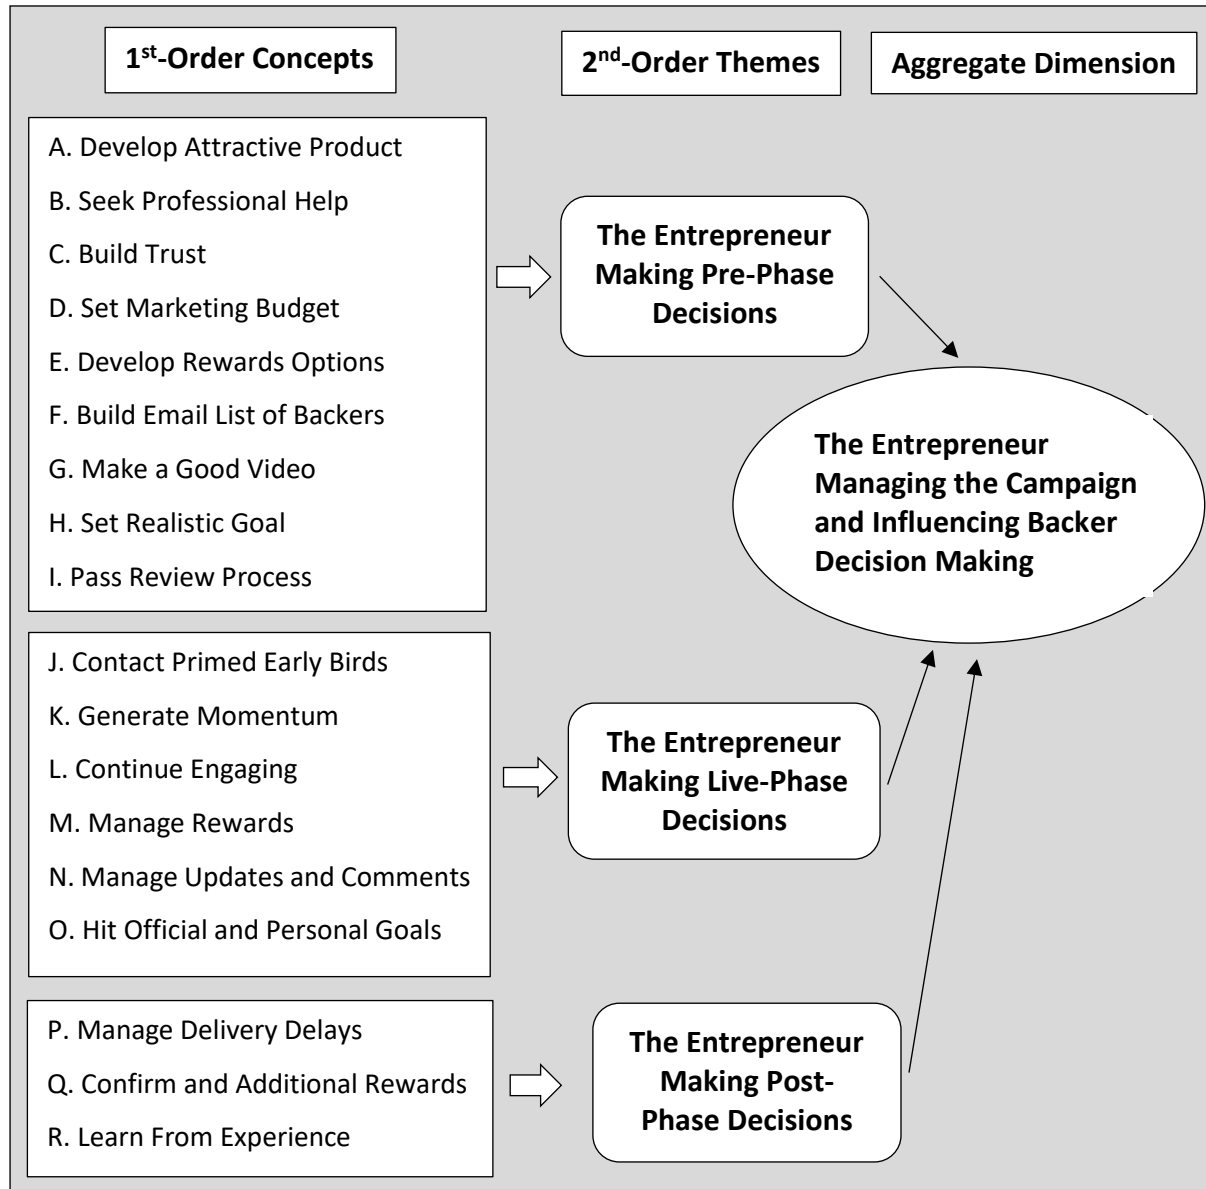 1st-Order Concepts
2nd-Order Themes
Aggregate Dimension
A. Develop Attractive Product
B. Seek Professional Help
C. Build Trust
D. Set Marketing Budget
E. Develop Rewards Options
F. Build Email List of Backers
G. Make a Good Video
H. Set Realistic Goal
I. Pass Review Process
The Entrepreneur
Making Pre-Phase
Decisions
J. Contact Primed Early Birds
K. Generate Momentum
L. Continue Engaging
M. Manage Rewards
N. Manage Updates and Comments
O. Hit Official and Personal Goals
The Entrepreneur
Making Live-Phase
Decisions
P. Manage Delivery Delays
Q. Confirm and Additional Rewards
R. Learn From Experience
The Entrepreneur
Making Post-
Phase Decisions
The Entrepreneur
Managing the Campaign
and Influencing Backer
Decision Making